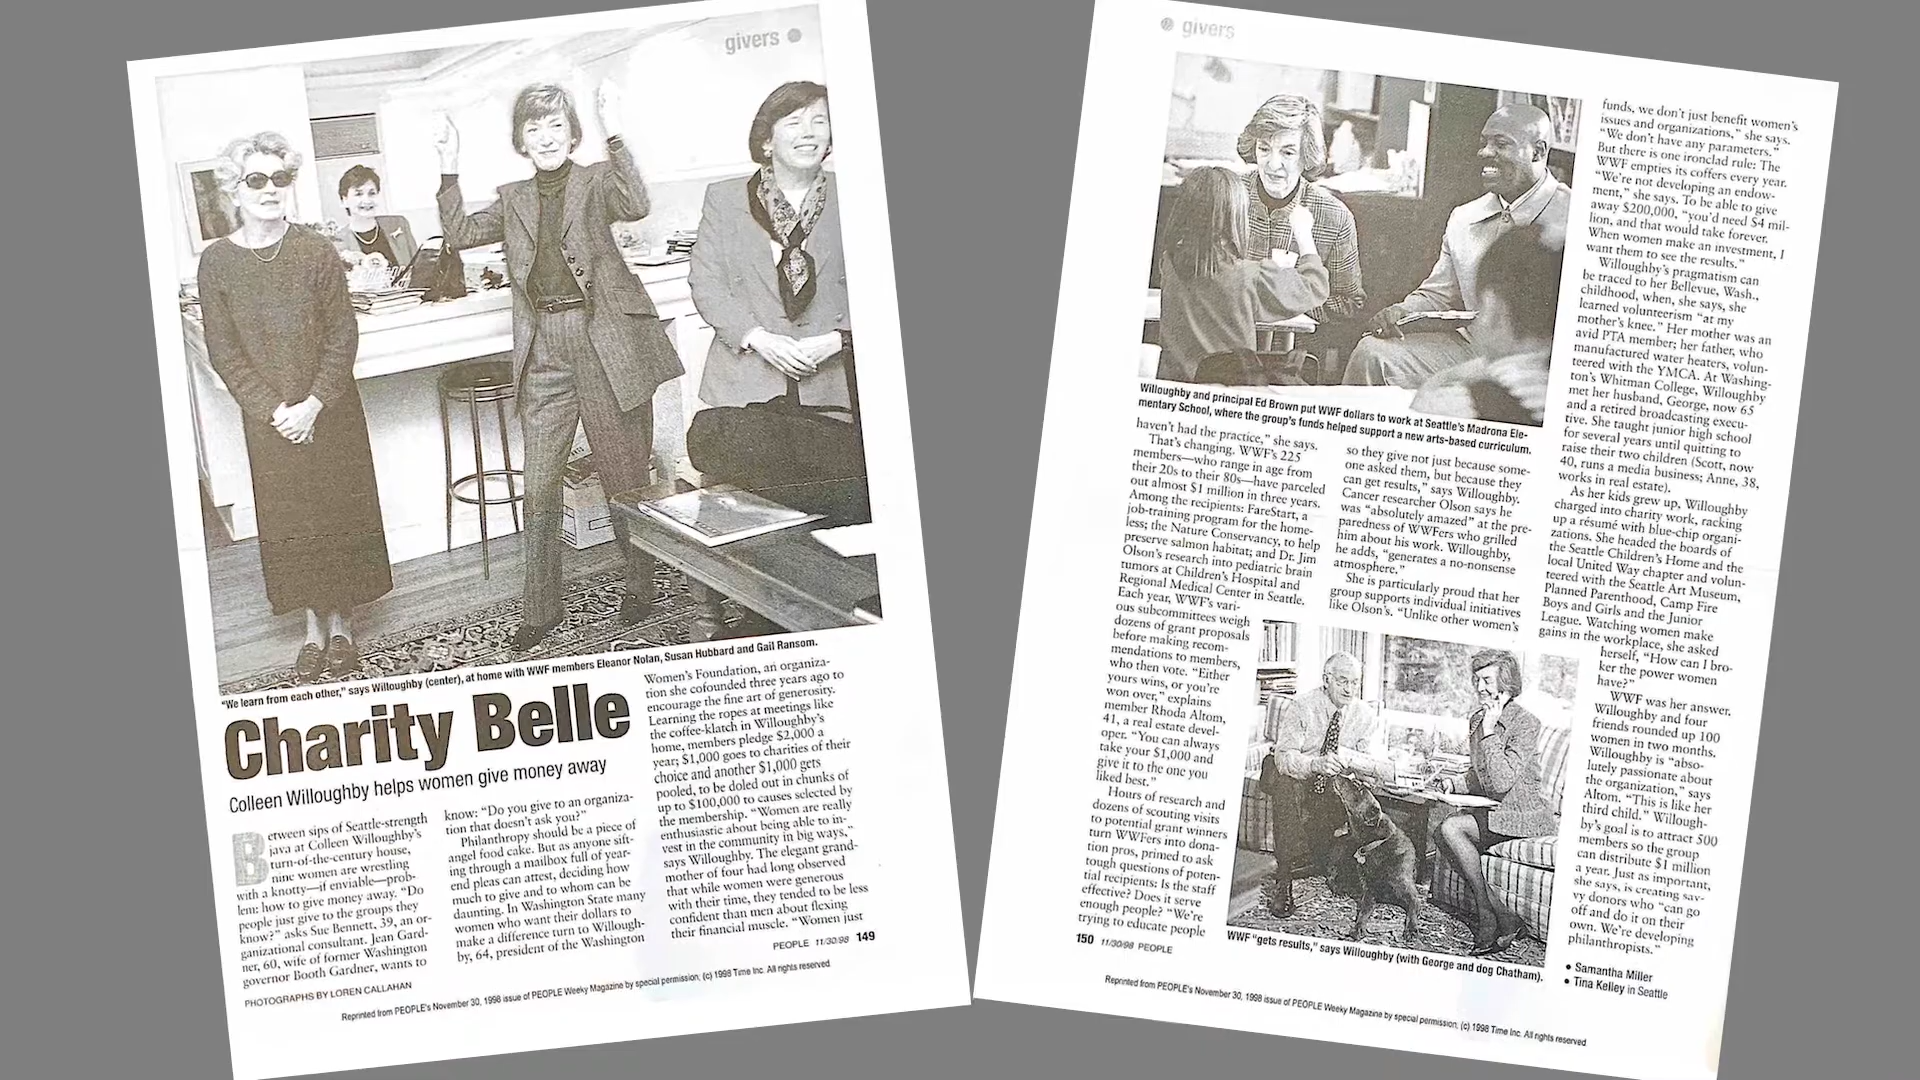 givers
"We learn from each other," says Willoughby (center), at home with WWF members Eleanor Nolan, Susan Hubbard and Gail Ransom.
Charity Belle
Colleen Willoughby helps women give money away
Between sips of Seattle-strength
java at Colleen Willoughby's
turn-of-the-century house,
nine women are wrestling
with a knotty—if enviable—prob-
lem: how to give money away. "Do
people just give to the groups they
know?" asks Sue Bennett, 39, an or-
ganizational consultant. Jean Gard-
ner, 60, wife of former Washington
governor Booth Gardner, wants to
PHOTOGRAPHS BY LOREN CALLAHAN
know: "Do you give to an organiza-
tion that doesn't ask you?"
Philanthropy should be a piece of
angel food cake. But as anyone sift-
ing through a mailbox full of year-
end pleas can attest, deciding how
much to give and to whom can be
daunting. In Washington State many
women who want their dollars to
make a difference turn to Willough-
by, 64, president of the Washington
Women's Foundation, an organiza-
tion she cofounded three years ago to
encourage the fine art of generosity.
Learning the ropes at meetings like
the coffee-klatch in Willoughby's
home, members pledge $2,000 a
year; $1,000 goes to charities of their
choice and another $1,000 gets
pooled, to be doled out in chunks of
up to $100,000 to causes selected by
the membership. "Women are really
enthusiastic about being able to in-
vest in the community in big ways,"
says Willoughby. The elegant grand-
mother of four had long observed
that while women were generous
with their time, they tended to be less
confident than men about flexing
their financial muscle. "Women just
PEOPLE 11/30/98 149
Reprinted from PEOPLE's November 30, 1998 issue of PEOPLE Weeky Magazine by special permission, (c) 1998 Time Inc. All rights reserved
givers
Willoughby and principal Ed Brown put WWF dollars to work at Seattle's Madrona Ele-
mentary School, where the group's funds helped support a new arts-based curriculum.
haven't had the practice," she says.
That's changing. WWF's 225
members—who range in age from
their 20s to their 80s—have parceled
out almost $1 million in three years.
Among the recipients: FareStart, a
job-training program for the home-
less; the Nature Conservancy, to help
preserve salmon habitat; and Dr. Jim
Olson's research into pediatric brain
tumors at Children's Hospital and
Regional Medical Center in Seattle.
Each year, WWF's vari-
ous subcommittees weigh
dozens of grant proposals
before making recom-
mendations to members,
who then vote. "Either
yours wins, or you're
won over," explains
member Rhoda Altom,
41, a real estate devel-
oper. "You can always
take your $1,000 and
give it to the one you
liked best."
Hours of research and
dozens of scouting visits
to potential grant winners
turn WWFers into dona-
tion pros, primed to ask
tough questions of poten-
tial recipients: Is the staff
effective? Does it serve
enough people? "We're
trying to educate people
so they give not just because some-
one asked them, but because they
can get results," says Willoughby.
Cancer researcher Olson says he
was "absolutely amazed" at the pre-
paredness of WWFers who grilled
him about his work. Willoughby,
he adds, "generates a no-nonsense
atmosphere."
She is particularly proud that her
group supports individual initiatives
like Olson's. "Unlike other women's
funds, we don't just benefit women's
issues and organizations," she says.
"We don't have any parameters."
But there is one ironclad rule: The
WWF empties its coffers every year.
"We're not developing an endow-
ment," she says. To be able to give
away $200,000, "you'd need $4 mil-
lion, and that would take forever.
When women make an investment, I
want them to see the results."
Willoughby's pragmatism can
be traced to her Bellevue, Wash.,
childhood, when, she says, she
learned volunteerism "at my
mother's knee." Her mother was an
avid PTA member; her father, who
manufactured water heaters, volun-
teered with the YMCA. At Washing-
ton's Whitman College, Willoughby
met her husband, George, now 65
and a retired broadcasting execu-
tive. She taught junior high school
for several years until quitting to
raise their two children (Scott, now
40, runs a media business; Anne, 38,
works in real estate).
As her kids grew up, Willoughby
charged into charity work, racking
up a résumé with blue-chip organi-
zations. She headed the boards of
the Seattle Children's Home and the
local United Way chapter and volun-
teered with the Seattle Art Museum,
Planned Parenthood, Camp Fire
Boys and Girls and the Junior
League. Watching women make
gains in the workplace, she asked
herself, "How can I bro-
ker the power women
have?"
WWF was her answer.
Willoughby and four
friends rounded up 100
women in two months.
Willoughby is "abso-
lutely passionate about
the organization," says
Altom. "This is like her
third child." Willough-
by's goal is to attract 500
members so the group
can distribute $1 million
a year. Just as important,
she says, is creating sav-
vy donors who "can go
off and do it on their
own. We're developing
philanthropists."
• Samantha Miller
• Tina Kelley in Seattle
WWF "gets results," says Willoughby (with George and dog Chatham).
150 11/30/98 PEOPLE
Reprinted from PEOPLE's November 30, 1998 issue of PEOPLE Weeky Magazine by special permission, (c) 1998 Time Inc. All rights reserved